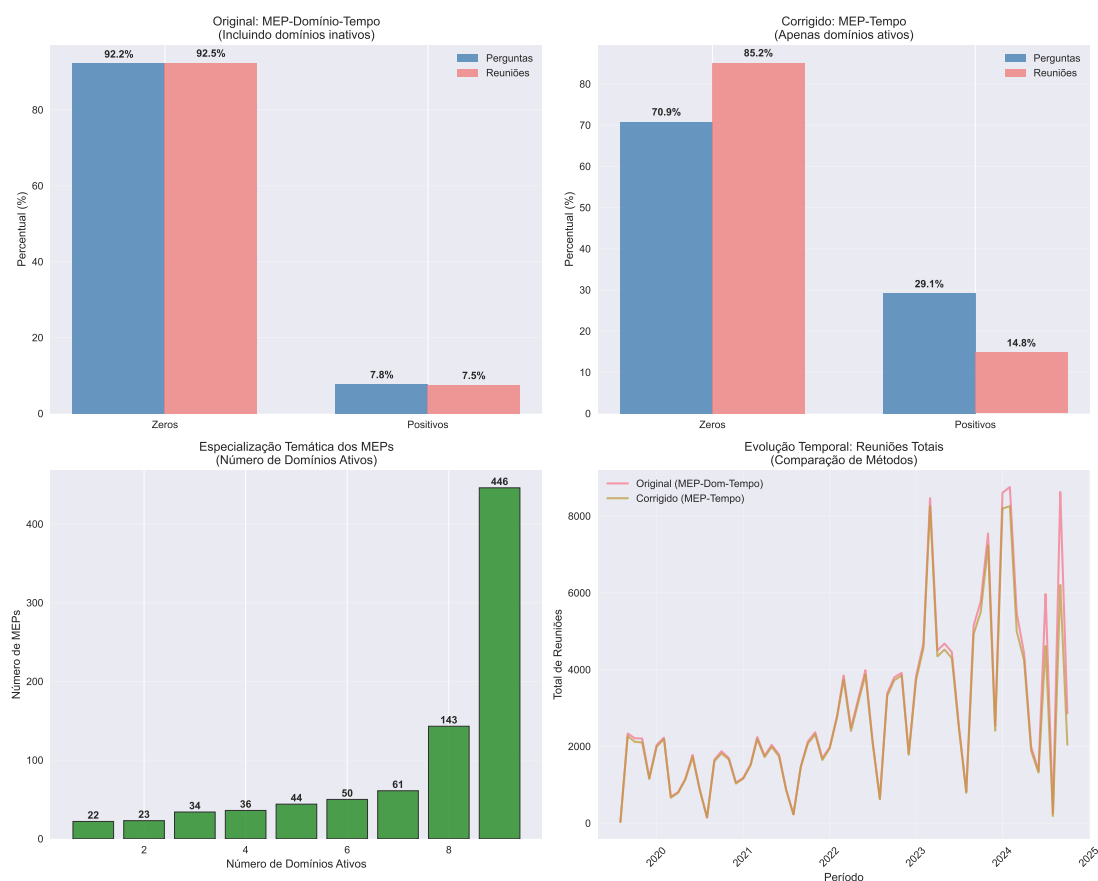 Original: MEP-Domínio-Tempo
(Incluindo domínios inativos)
Percentual (%)
80
60
40
20
0
92.2%
92.5%
7.8%
7.5%
Perguntas
Reuniões
Zeros
Positivos
Corrigido: MEP-Tempo
(Apenas domínios ativos)
Percentual (%)
80
70
60
50
40
30
20
10
0
70.9%
85.2%
29.1%
14.8%
Perguntas
Reuniões
Zeros
Positivos
Especialização Temática dos MEPs
(Número de Domínios Ativos)
Número de MEPs
400
300
200
100
0
22
23
34
36
44
50
61
143
446
2
4
6
8
Número de Domínios Ativos
Evolução Temporal: Reuniões Totais
(Comparação de Métodos)
Total de Reuniões
8000
6000
4000
2000
0
Original (MEP-Dom-Tempo)
Corrigido (MEP-Tempo)
2020
2021
2022
2023
2024
2025
Período